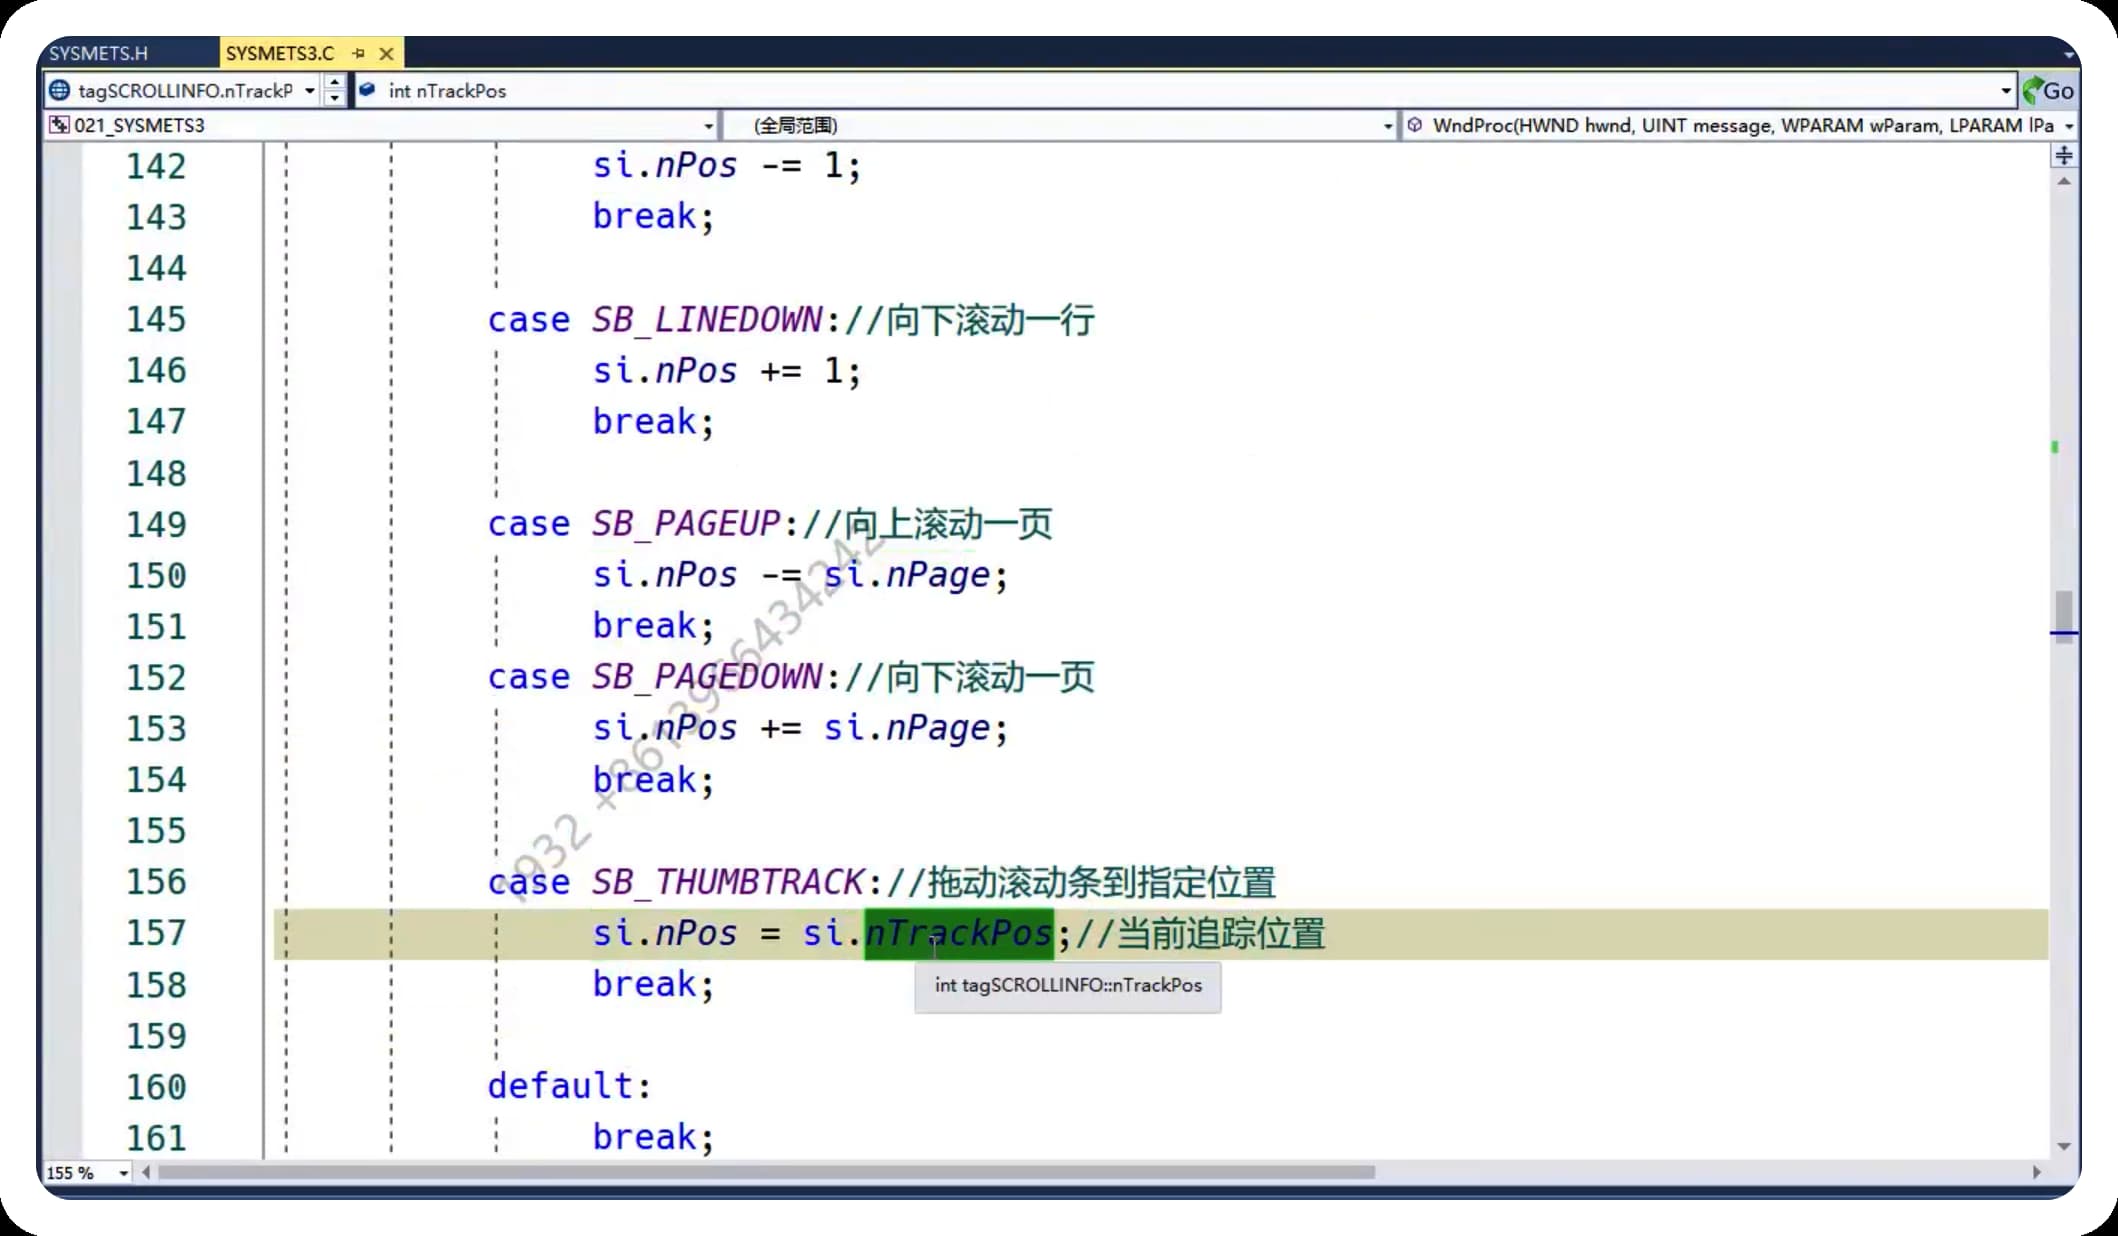 SYSMETS.H SYSMETS3.C
tagSCROLLINFO.nTrackP int nTrackPos Go
021_SYSMETS3 (全局范围) WndProc(HWND hwnd, UINT message, WPARAM wParam, LPARAM lPa
142 si.nPos -= 1;
143 break;
144
145 case SB_LINEDOWN://向下滚动一行
146 si.nPos += 1;
147 break;
148
149 case SB_PAGEUP://向上滚动一页
150 si.nPos -= si.nPage;
151 break;
152 case SB_PAGEDOWN://向下滚动一页
153 si.nPos += si.nPage;
154 break;
155
156 case SB_THUMBTRACK://拖动滚动条到指定位置
157 si.nPos = si.nTrackPos;//当前追踪位置
int tagSCROLLINFO::nTrackPos
158 break;
159
160 default:
161 break;
155 %